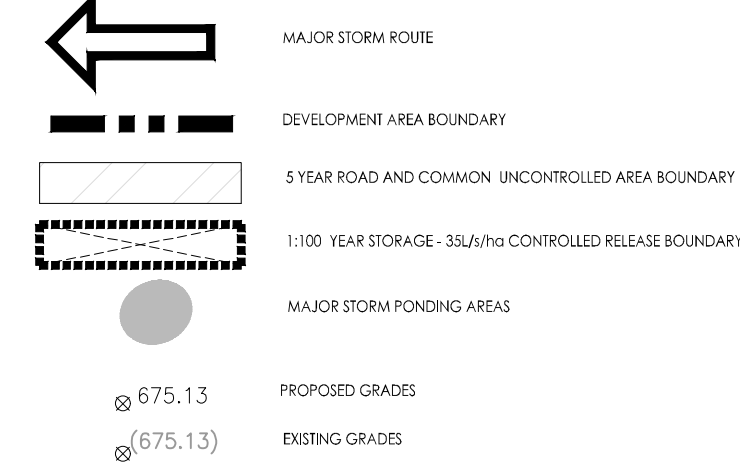 MAJOR STORM ROUTE
DEVELOPMENT AREA BOUNDARY
5 YEAR ROAD AND COMMON UNCONTROLLED AREA BOUNDARY
1:100 YEAR STORAGE - 35L/s/ha CONTROLLED RELEASE BOUNDARY
MAJOR STORM PONDING AREAS
675.13 PROPOSED GRADES
(675.13) EXISTING GRADES